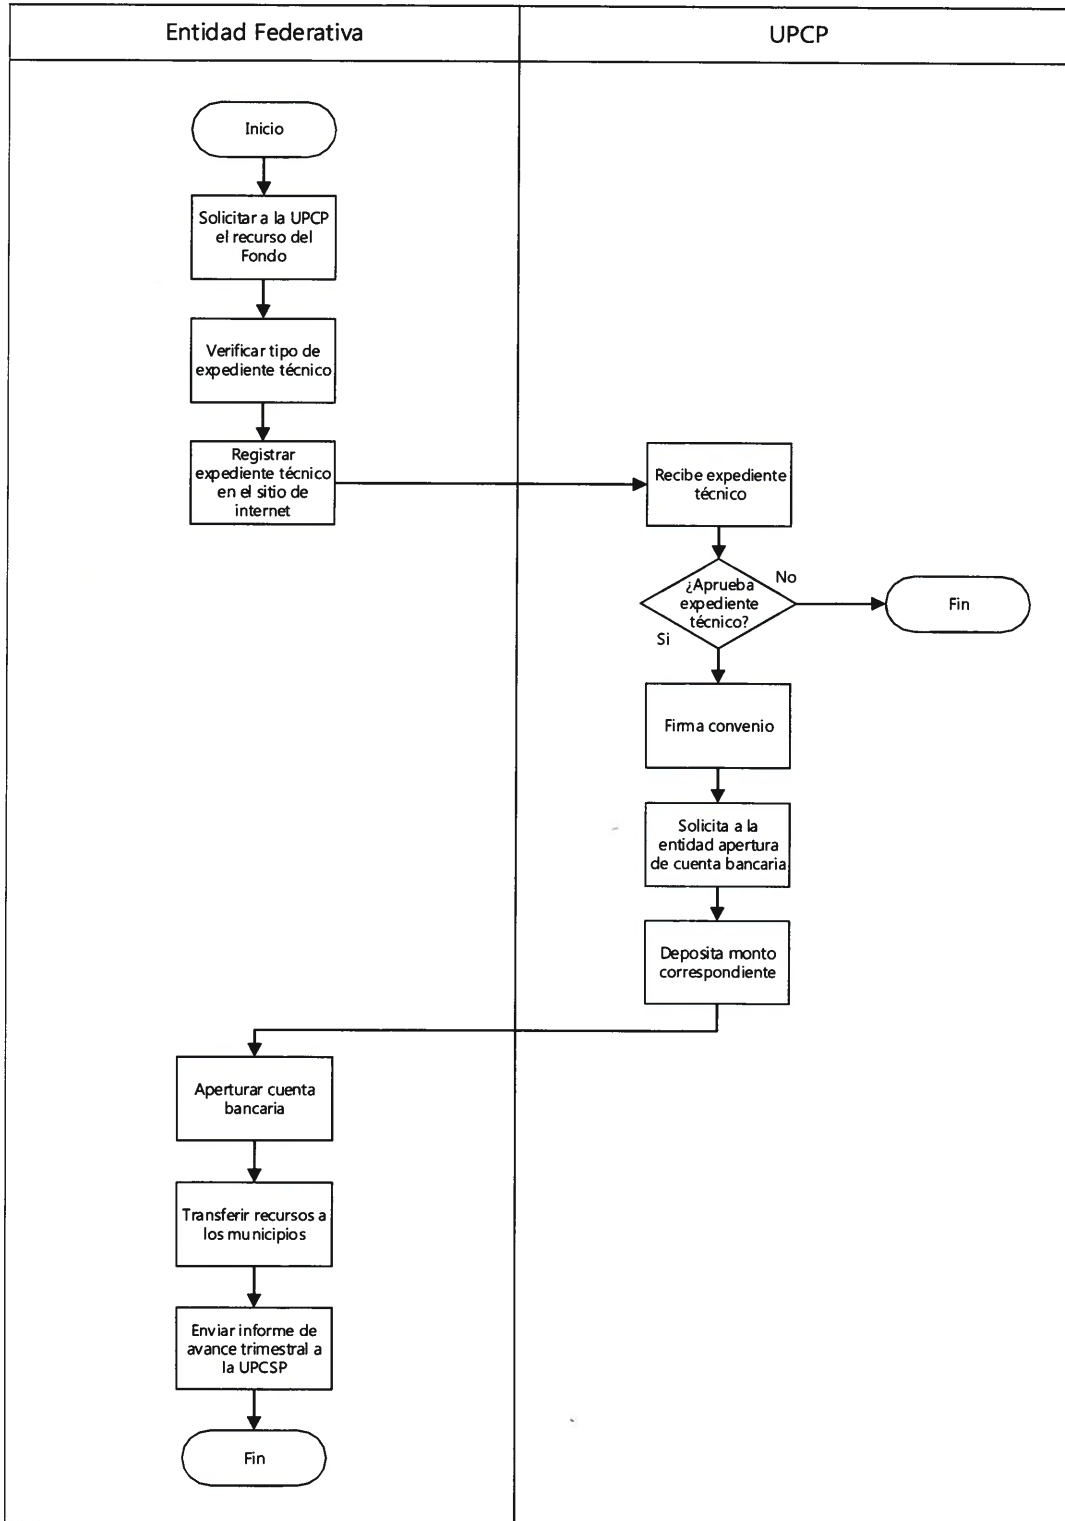 Entidad Federativa
UPCP
Inicio
Solicitar a la UPCP
el recurso del
Fondo
Verificar tipo de
expediente técnico
Registrar
expediente técnico
en el sitio de
internet
Recibe expediente
técnico
¿Aprueba
expediente
técnico?
No
Fin
Si
Firma convenio
Solicita a la
entidad apertura
de cuenta bancaria
Deposita monto
correspondiente
Aperturar cuenta
bancaria
Transferir recursos a
los municipios
Enviar informe de
avance trimestral a
la UPCSP
Fin